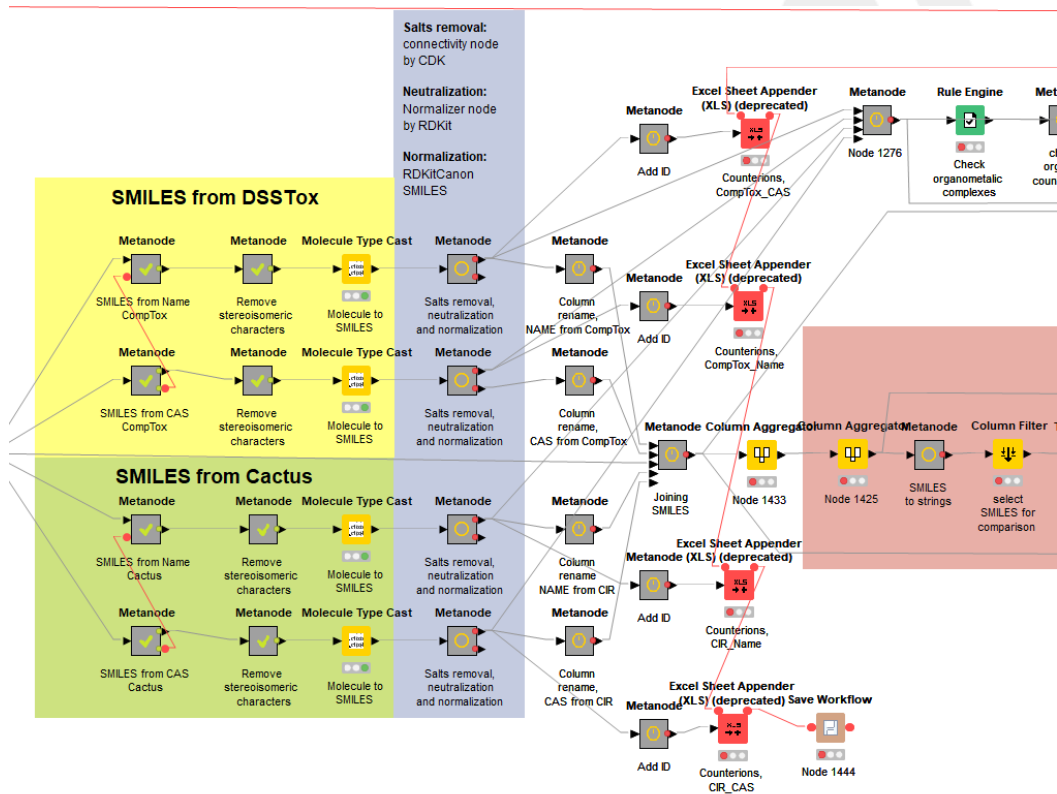 Salts removal:
connectivity node
by CDK
Neutralization:
Normalizer node
by RDKit
Normalization:
RDKitCanon
SMILES
Excel Sheet Appender
(XLS) (deprecated)
Metanode
Add ID
Counterions,
CompTox_CAS
Metanode
Node 1276
Rule Engine
Check
organometalic
complexes
SMILES from DSSTox
Metanode
SMILES from Name
CompTox
Metanode
Remove
stereoisomeric
characters
Molecule Type Cast
Molecule to
SMILES
Metanode
Salts removal,
neutralization
and normalization
Metanode
Column
rename,
NAME from CompTox
Metanode
Add ID
Excel Sheet Appender
(XLS) (deprecated)
Counterions,
CompTox_Name
Metanode
SMILES from CAS
CompTox
Metanode
Remove
stereoisomeric
characters
Molecule Type Cast
Molecule to
SMILES
Metanode
Salts removal,
neutralization
and normalization
Metanode
Column
rename,
CAS from CompTox
Metanode
Joining
SMILES
Column Aggregator
Node 1433
Column Aggregator
Node 1425
Metanode
SMILES
to strings
Column Filter
select
SMILES for
comparison
SMILES from Cactus
Metanode
SMILES from Name
Cactus
Metanode
Remove
stereoisomeric
characters
Molecule Type Cast
Molecule to
SMILES
Metanode
Salts removal,
neutralization
and normalization
Metanode
Column
rename
NAME from CIR
Metanode
Add ID
Excel Sheet Appender
(XLS) (deprecated)
Counterions,
CIR_Name
Metanode
SMILES from CAS
Cactus
Metanode
Remove
stereoisomeric
characters
Molecule Type Cast
Molecule to
SMILES
Metanode
Salts removal,
neutralization
and normalization
Metanode
Column
rename,
CAS from CIR
Metanode
Add ID
Excel Sheet Appender
(XLS) (deprecated)
Counterions,
CIR_CAS
Save Workflow
Node 1444